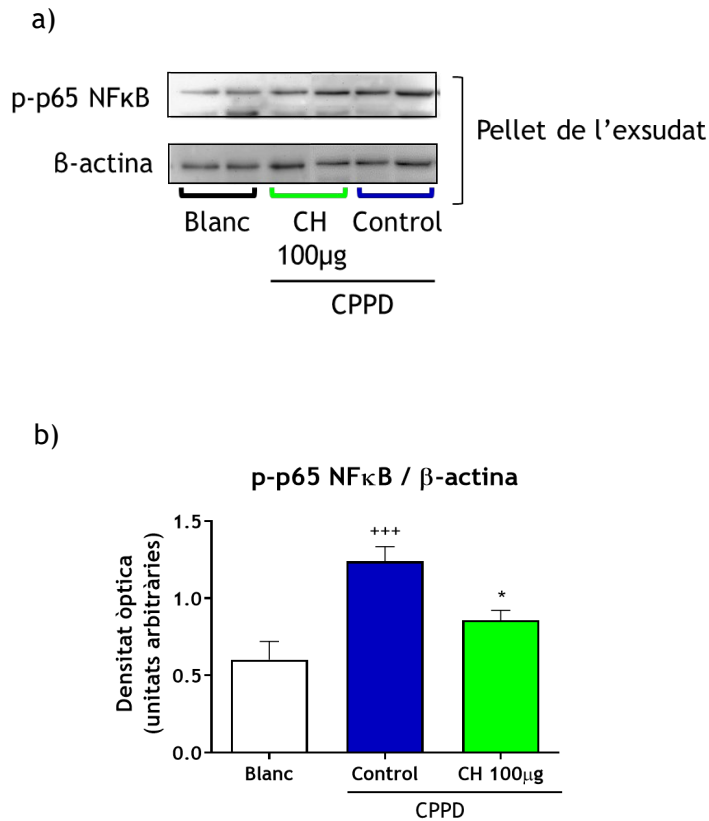 a)
p-p65 NFκB
Pellet de l’exsudat
ß-actina
Blanc CH Control
100µg
CPPD
b)
p-p65 NFκB / β-actina
Densitat òptica
(unitats arbitràries)
1.5
1.0
0.5
0.0
+++
*
Blanc Control CH 100μg
CPPD